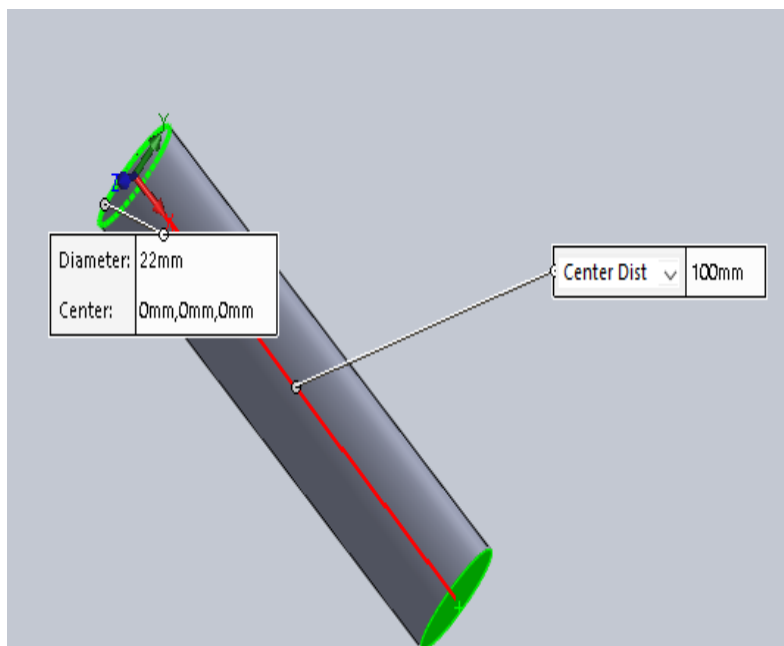 Y
Z
X
Diameter: 22mm
Center: 0mm,0mm,0mm
Center Dist 100mm